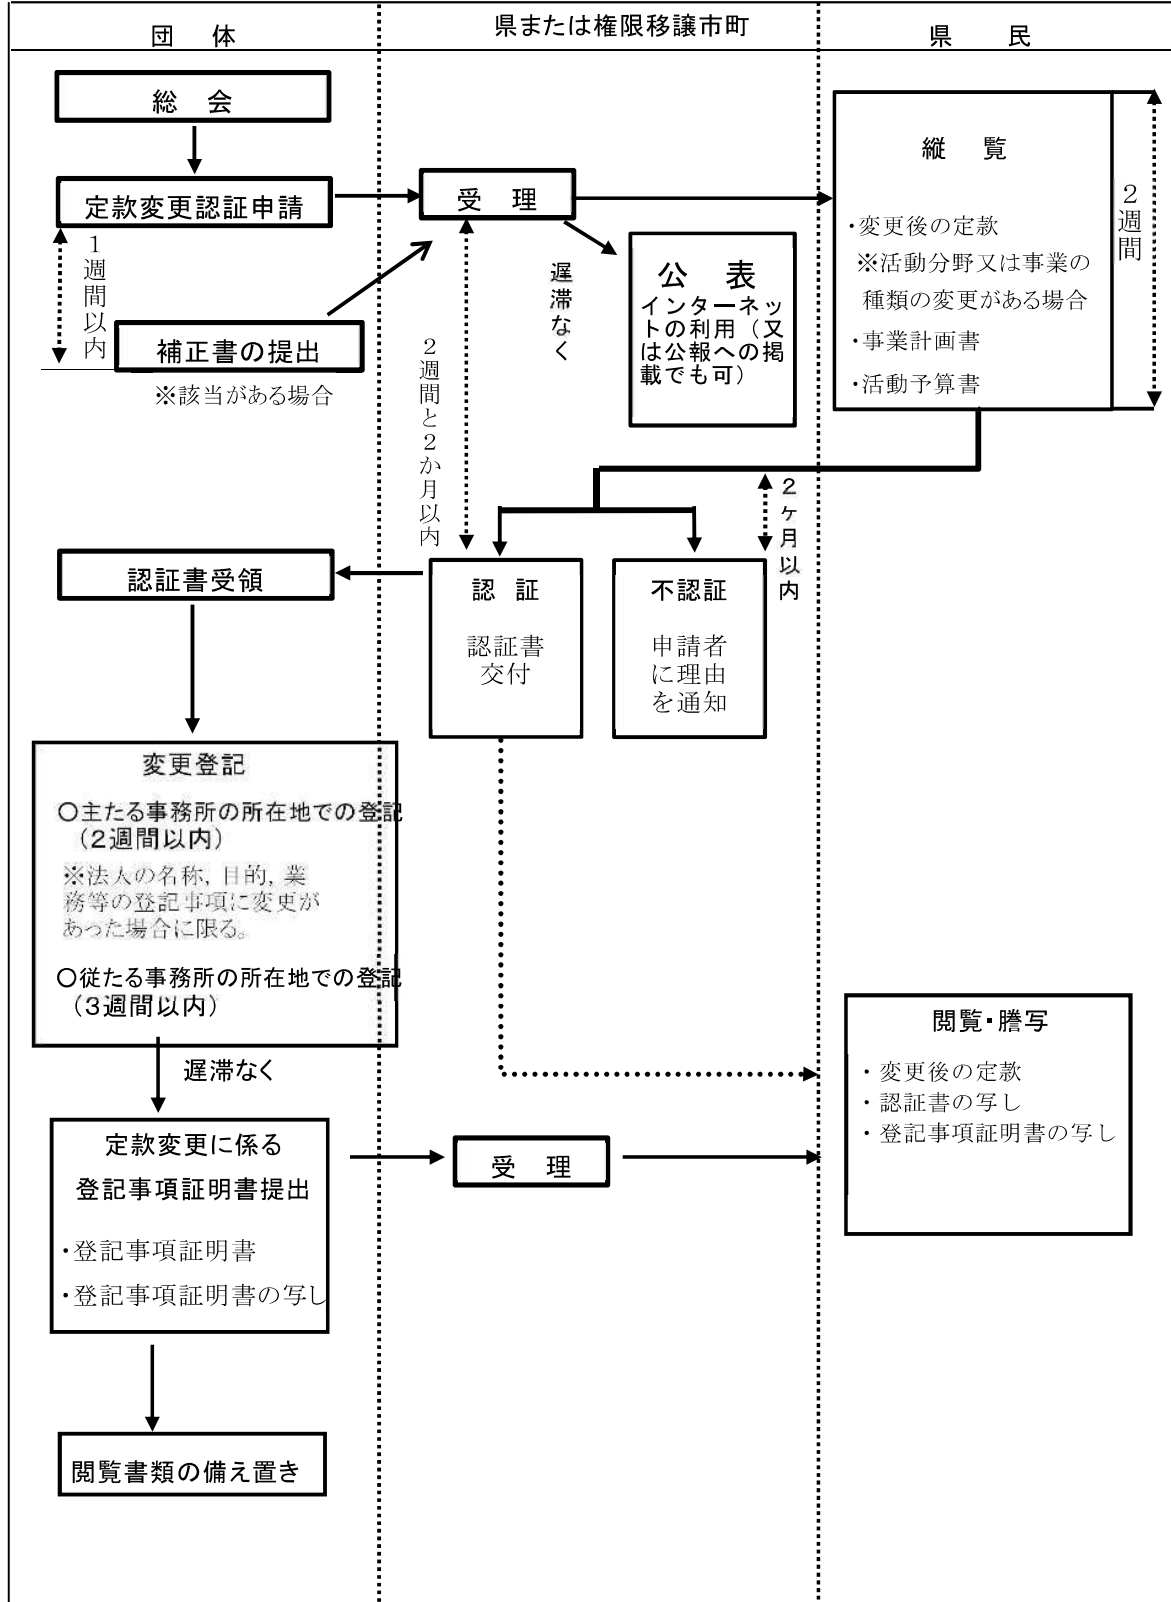 団　体
県または権限移譲市町
県　民
総　会
定款変更認証申請
1週間以内
補正書の提出
※該当がある場合
受　理
遅滞なく
公　表
インターネッ
トの利用（又
は公報への掲
載でも可）
縦　覧
・変更後の定款
※活動分野又は事業の
種類の変更がある場合
・事業計画書
・活動予算書
2週間
2週間と2か月以内
2ヶ月以内
認証書受領
認　証
認証書
交付
不認証
申請者
に理由
を通知
変更登記
○主たる事務所の所在地での登記
（2週間以内）
※法人の名称, 目的, 業
務等の登記事項に変更が
あった場合に限る。
○従たる事務所の所在地での登記
（3週間以内）
遅滞なく
定款変更に係る
登記事項証明書提出
・登記事項証明書
・登記事項証明書の写し
受　理
閲覧・謄写
・変更後の定款
・認証書の写し
・登記事項証明書の写し
閲覧書類の備え置き